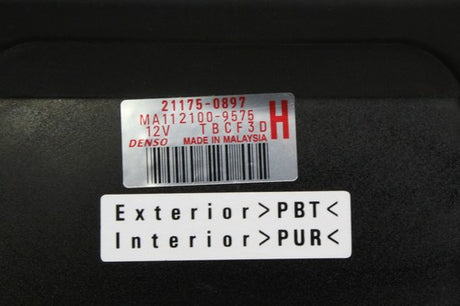 21175-0897
MA112100-9575
12V TBCF3D H
DENSO MADE IN MALAYSIA
Exterior>PBT<
Interior>PUR<